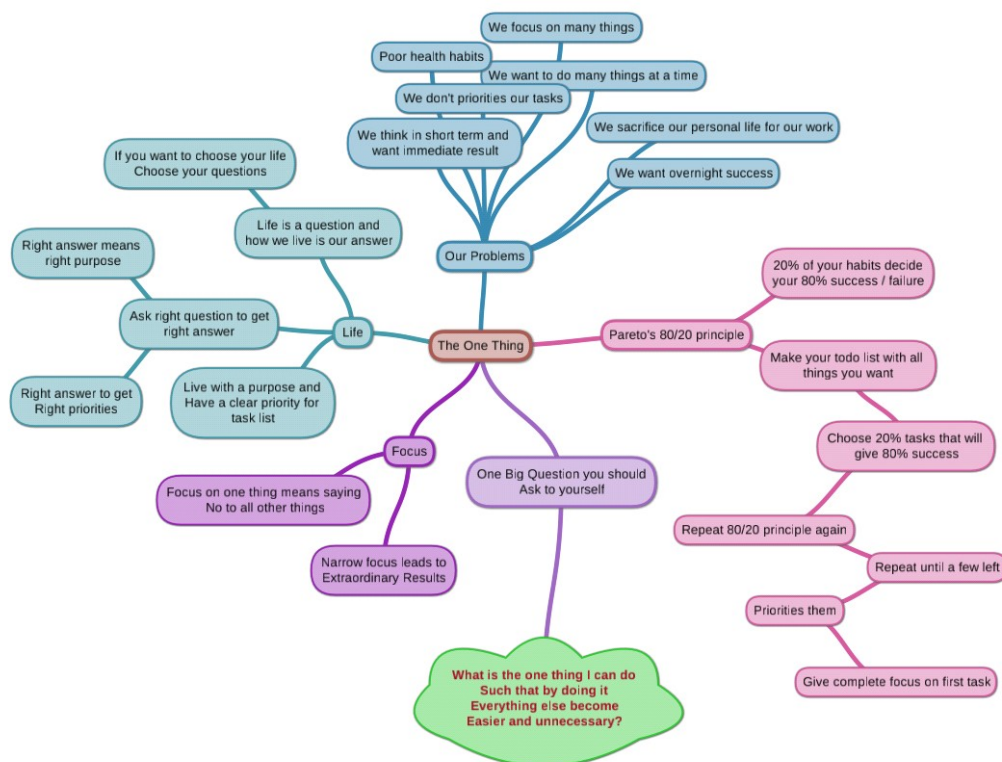 We focus on many things
Poor health habits
We want to do many things at a time
We don't priorities our tasks
We think in short term and
want immediate result
We sacrifice our personal life for our work
We want overnight success
Our Problems
If you want to choose your life
Choose your questions
Life is a question and
how we live is our answer
Right answer means
right purpose
Ask right question to get
right answer
Life
Right answer to get
Right priorities
Live with a purpose and
Have a clear priority for
task list
The One Thing
Pareto's 80/20 principle
20% of your habits decide
your 80% success / failure
Make your todo list with all
things you want
Choose 20% tasks that will
give 80% success
Repeat 80/20 principle again
Repeat until a few left
Priorities them
Give complete focus on first task
Focus
Focus on one thing means saying
No to all other things
Narrow focus leads to
Extraordinary Results
One Big Question you should
Ask to yourself
What is the one thing I can do
Such that by doing it
Everything else become
Easier and unnecessary?